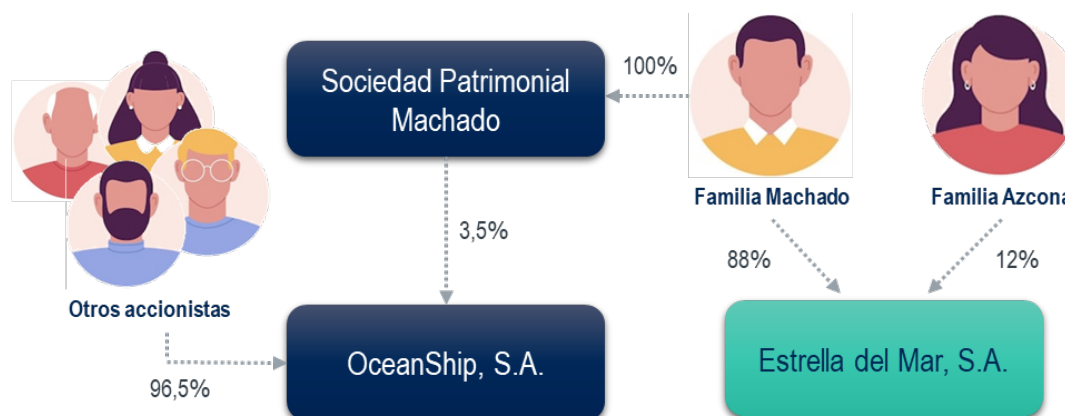 Sociedad Patrimonial
Machado
100%
Familia Machado
Familia Azcona
3,5%
88%
12%
Otros accionistas
OceanShip, S.A.
Estrella del Mar, S.A.
96,5%